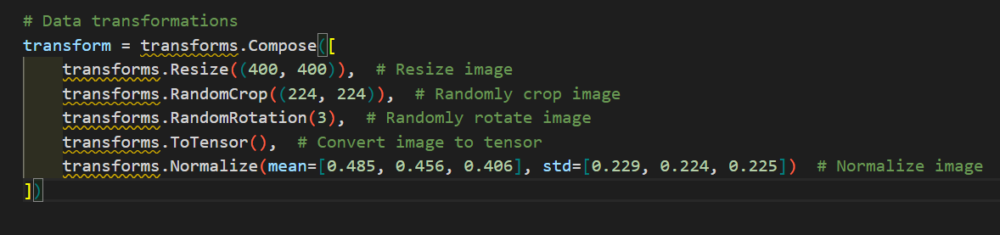 # Data transformations
transform = transforms.Compose([
    transforms.Resize((400, 400)),  # Resize image
    transforms.RandomCrop((224, 224)),  # Randomly crop image
    transforms.RandomRotation(3),  # Randomly rotate image
    transforms.ToTensor(),  # Convert image to tensor
    transforms.Normalize(mean=[0.485, 0.456, 0.406], std=[0.229, 0.224, 0.225])  # Normalize image
])